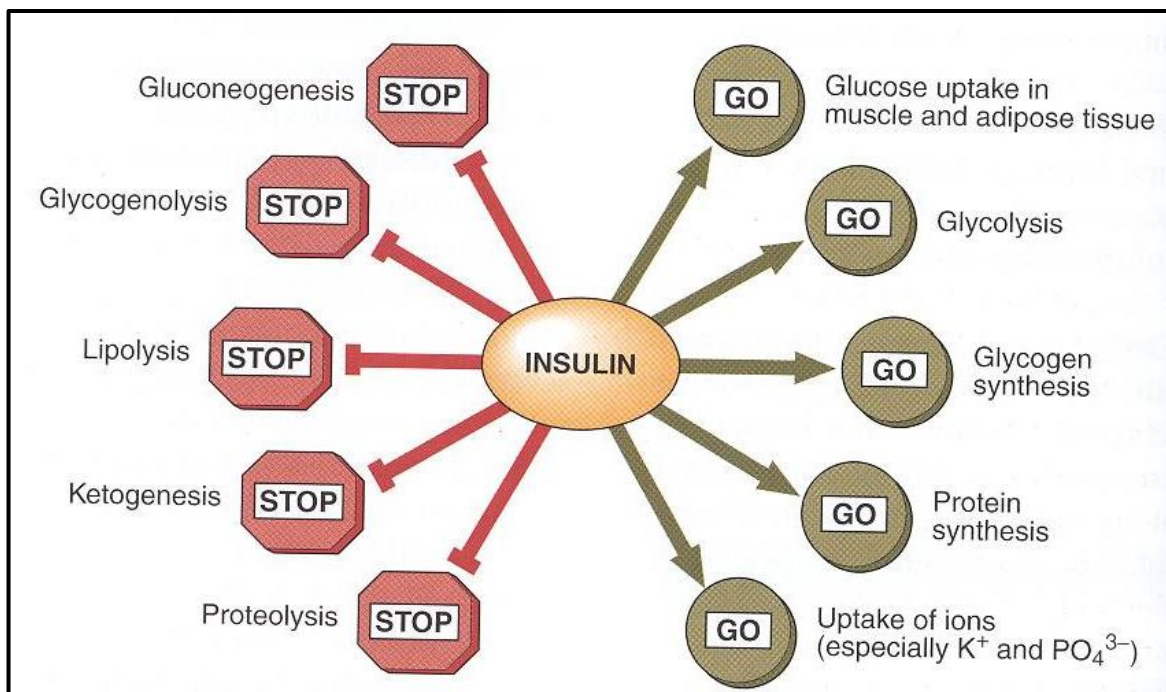 Gluconeogenesis
STOP
GO
Glucose uptake in
muscle and adipose tissue
Glycogenolysis
STOP
GO
Glycolysis
Lipolysis
STOP
INSULIN
GO
Glycogen
synthesis
Ketogenesis
STOP
GO
Protein
synthesis
Proteolysis
STOP
GO
Uptake of ions
(especially K⁺ and PO₄³⁻)